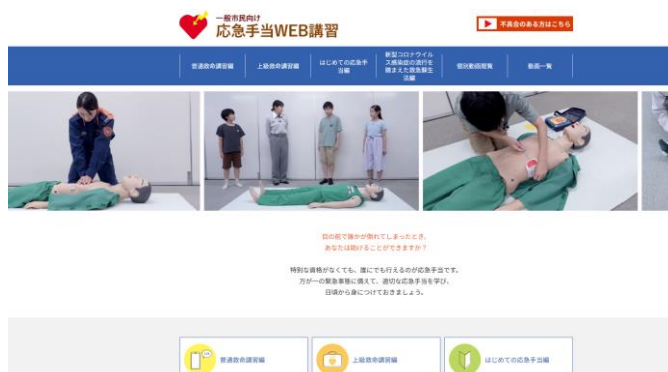 一般市民向け
応急手当WEB講習
不具合のある方はこちら
普通救命講習編
上級救命講習編
はじめての応急手
当編
新型コロナウイル
ス感染症の流行を
踏まえた救急蘇生
法編
個別動画閲覧
動画一覧
目の前で誰かが倒れてしまったとき、
あなたは助けることができますか？
特別な資格がなくても、誰にでも行えるのが応急手当です。
万が一の緊急事態に備えて、適切な応急手当を学び、
日頃から身につけておきましょう。
普通救命講習編
上級救命講習編
はじめての応急手当編